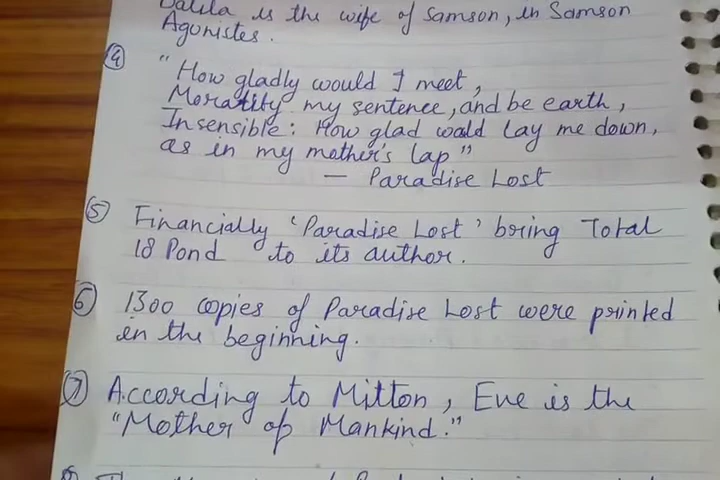 Dalila is the wife of Samson, in Samson
Agonistes.
④
"How gladly would I meet,
Moratity my sentence, and be earth,
Insensible: How glad would lay me down,
as in my mother's lap"
— Paradise Lost
⑤ Financially 'Paradise Lost' bring Total
18 Pond to its author.
⑥ 1300 copies of Paradise Lost were printed
in the beginning.
⑦ According to Milton, Eve is the
"Mother of Mankind."